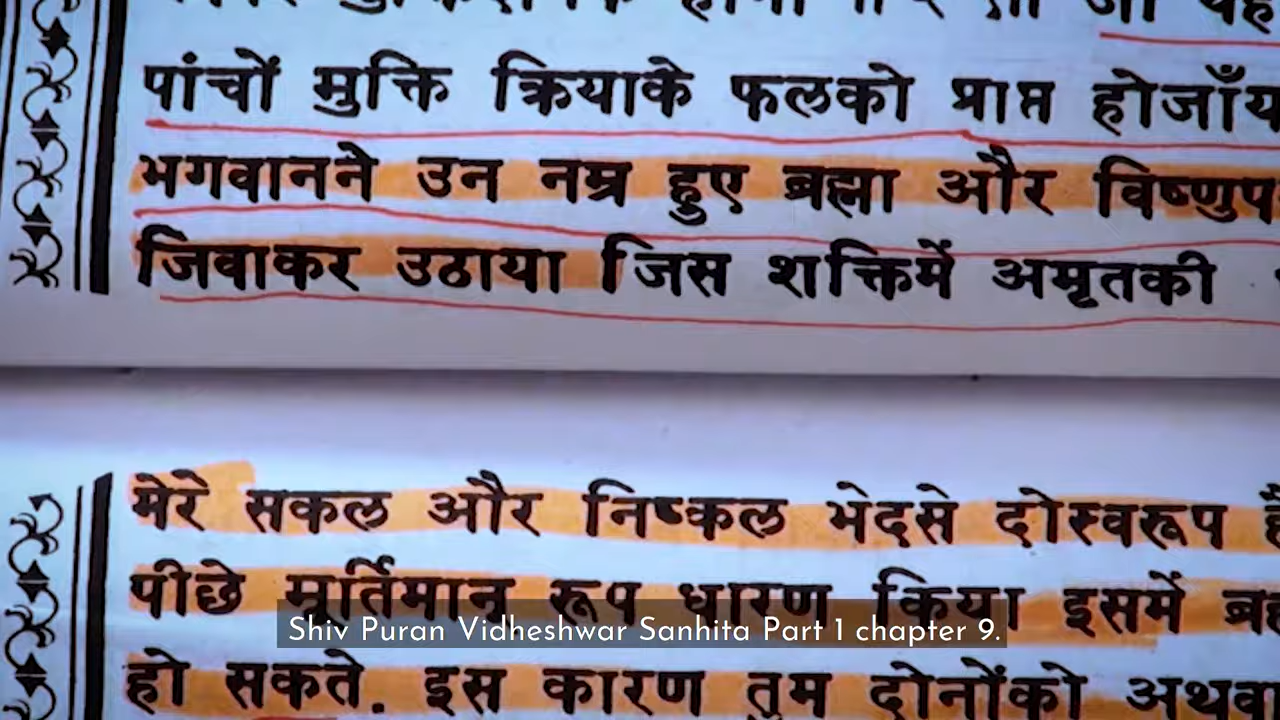 पांचों मुक्ति क्रियाके फलको प्राप्त होजाँय
भगवानने उन नम्र हुए ब्रह्मा और विष्णुप
जिवाकर उठाया जिस शक्तिमें अमृतकी
मेरे सकल और निष्कल भेदसे दोस्वरूप
पीछे मूर्तिमान रूप धारण किया इसमें
Shiv Puran Vidheshwar Sanhita Part 1 chapter 9.
हो सकते. इस कारण तुम दोनोंको अथवा